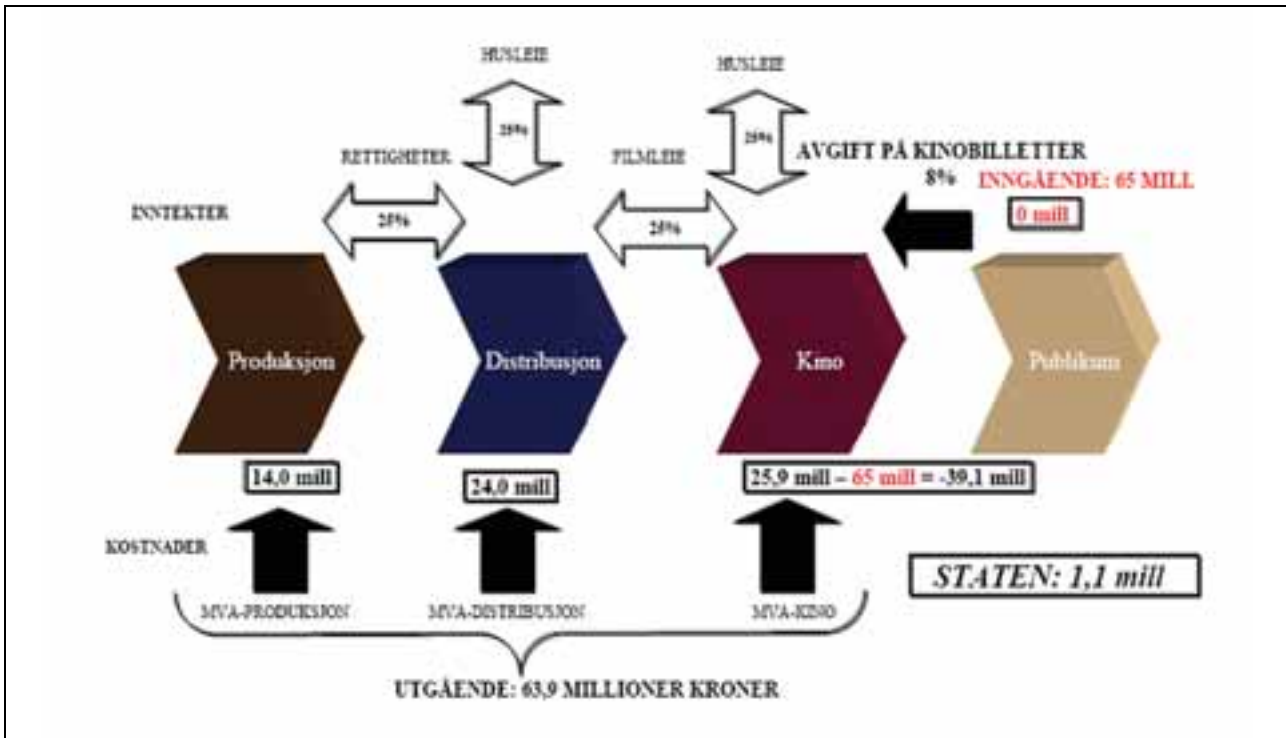 HUSLEIE
HUSLEIE
25%
25%
RETTIGHETER
FILMLEIE
AVGIFT PÅ KINOBILLETTER
8%
INNGÅENDE: 65 MILL
INNTEKTER
25%
25%
0 mill
Produksjon
Distribusjon
Kino
Publikum
14,0 mill
24,0 mill
25,9 mill – 65 mill = -39,1 mill
KOSTNADER
STATEN: 1,1 mill
MVA-PRODUKSJON
MVA-DISTRIBUSJON
MVA-KINO
UTGÅENDE: 63,9 MILLIONER KRONER